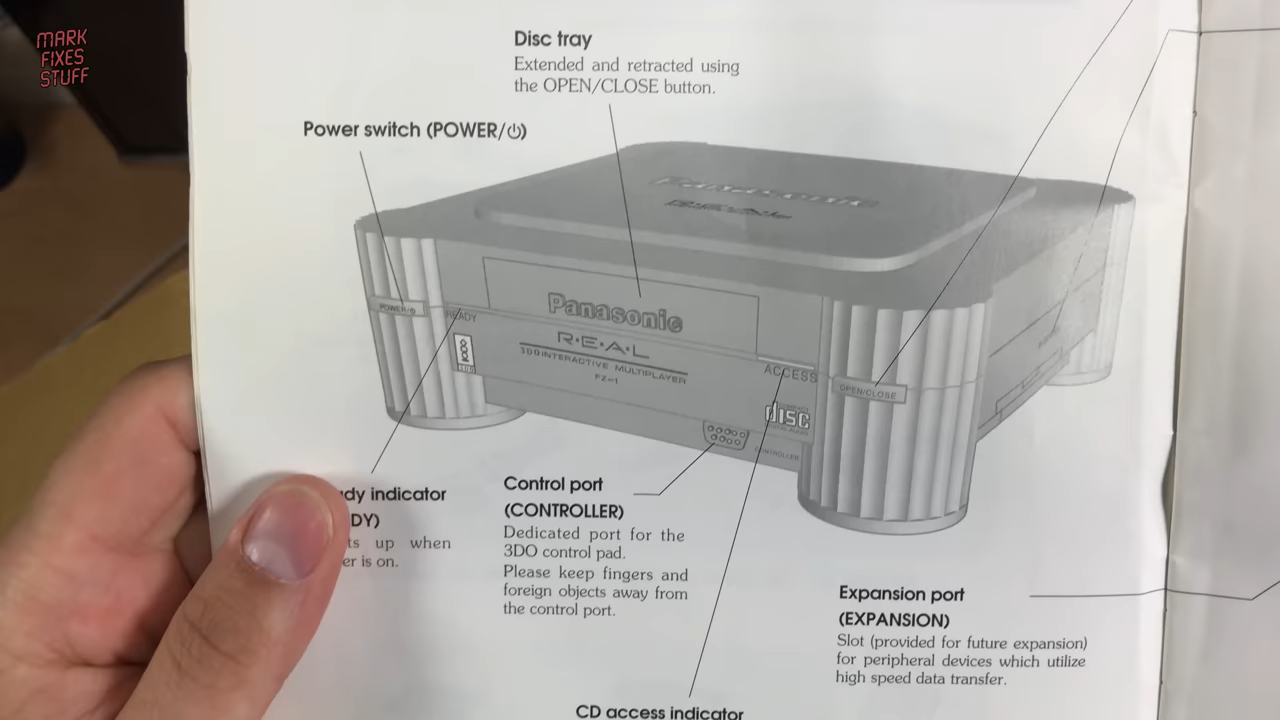 MARK
FIXES
STUFF
Disc tray
Extended and retracted using
the OPEN/CLOSE button.
Power switch (POWER/⏻)
Panasonic
R·E·A·L
POWER/⏻
READY
Panasonic
R·E·A·L
3DO INTERACTIVE MULTIPLAYER
FZ-1
ACCESS
OPEN/CLOSE
disc
CONTROLLER
dy indicator
DY)
ts up when
er is on.
Control port
(CONTROLLER)
Dedicated port for the
3DO control pad.
Please keep fingers and
foreign objects away from
the control port.
Expansion port
(EXPANSION)
Slot (provided for future expansion)
for peripheral devices which utilize
high speed data transfer.
CD access indicator